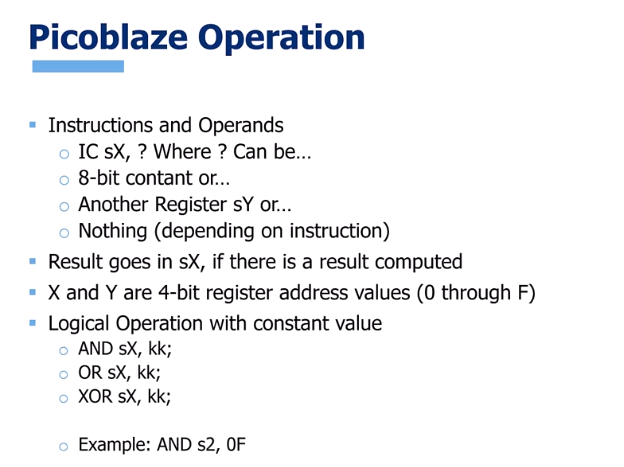 Picoblaze Operation
Instructions and Operands
IC sX, ? Where ? Can be...
8-bit contant or...
Another Register sY or...
Nothing (depending on instruction)
Result goes in sX, if there is a result computed
X and Y are 4-bit register address values (0 through F)
Logical Operation with constant value
AND sX, kk;
OR sX, kk;
XOR sX, kk;
Example: AND s2, 0F